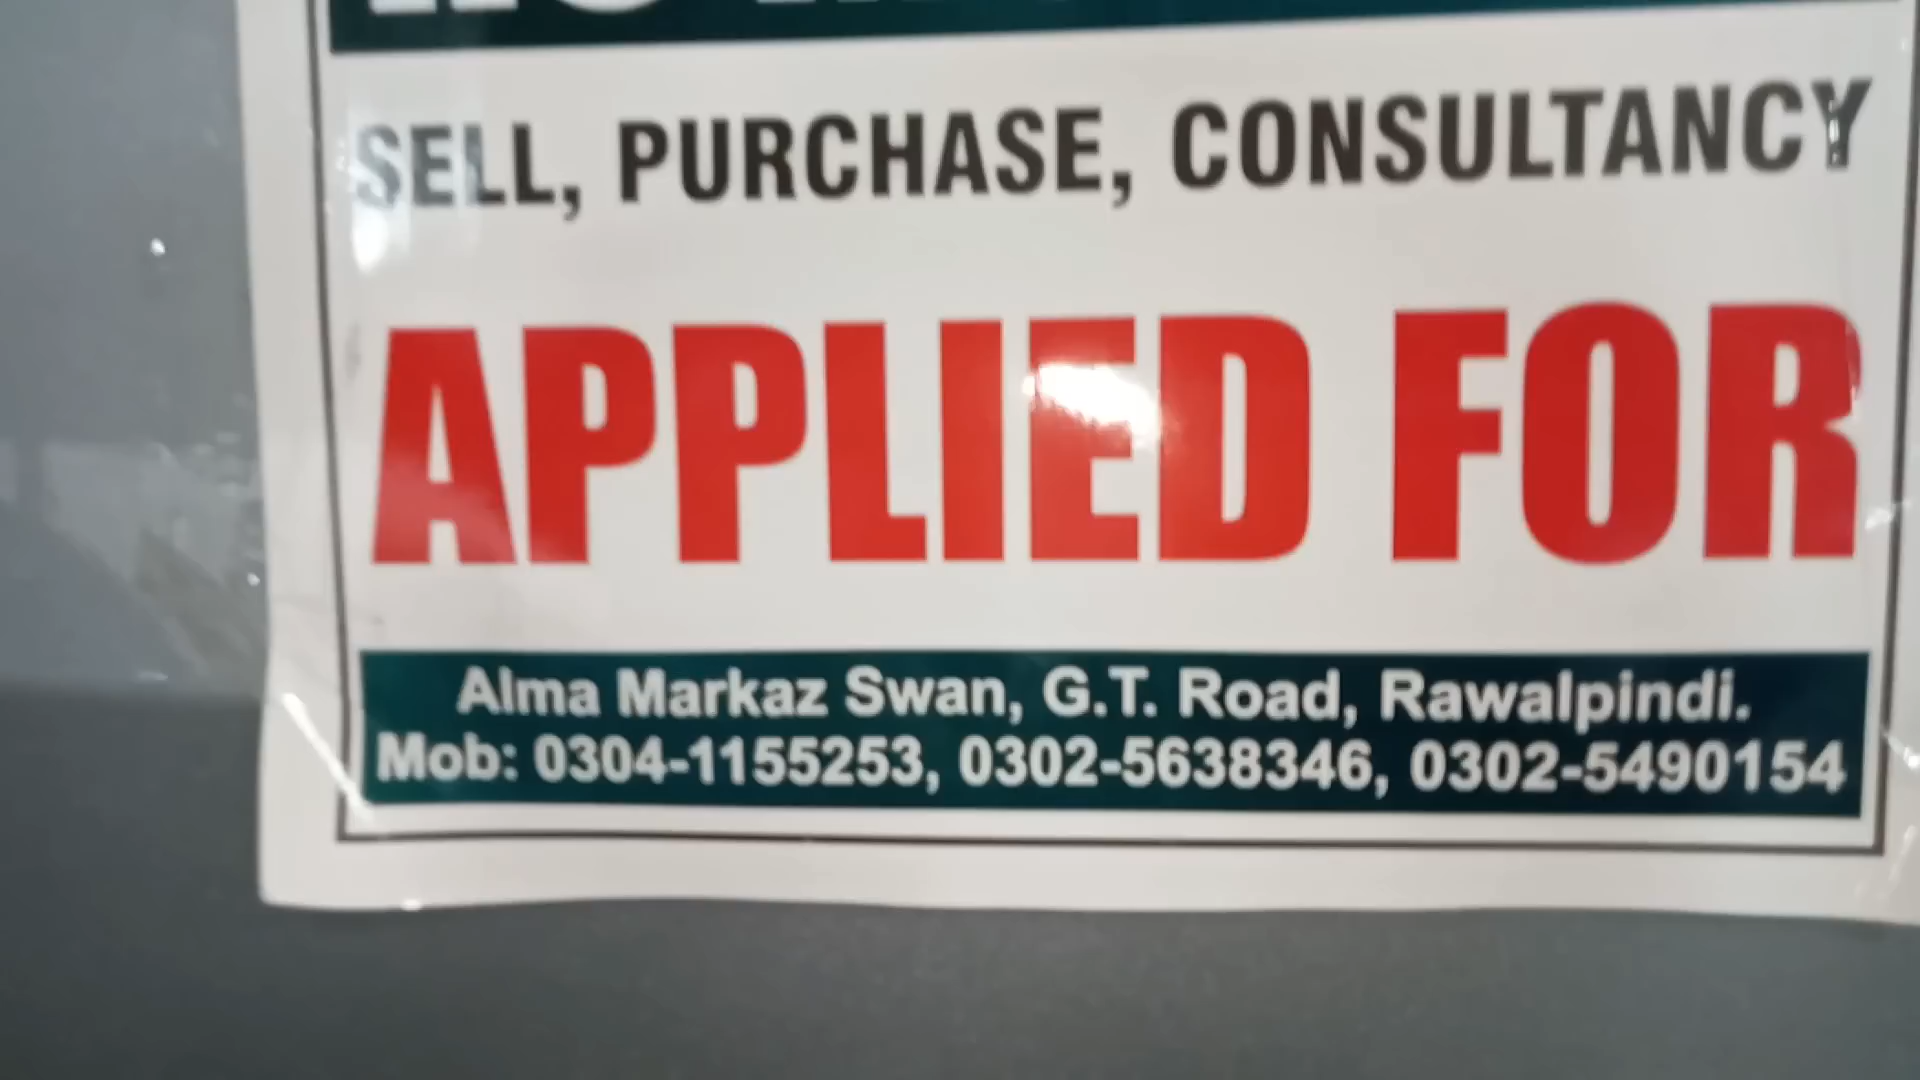 SELL, PURCHASE, CONSULTANCY
APPLIED FOR
Alma Markaz Swan, G.T. Road, Rawalpindi.
Mob: 0304-1155253, 0302-5638346, 0302-5490154